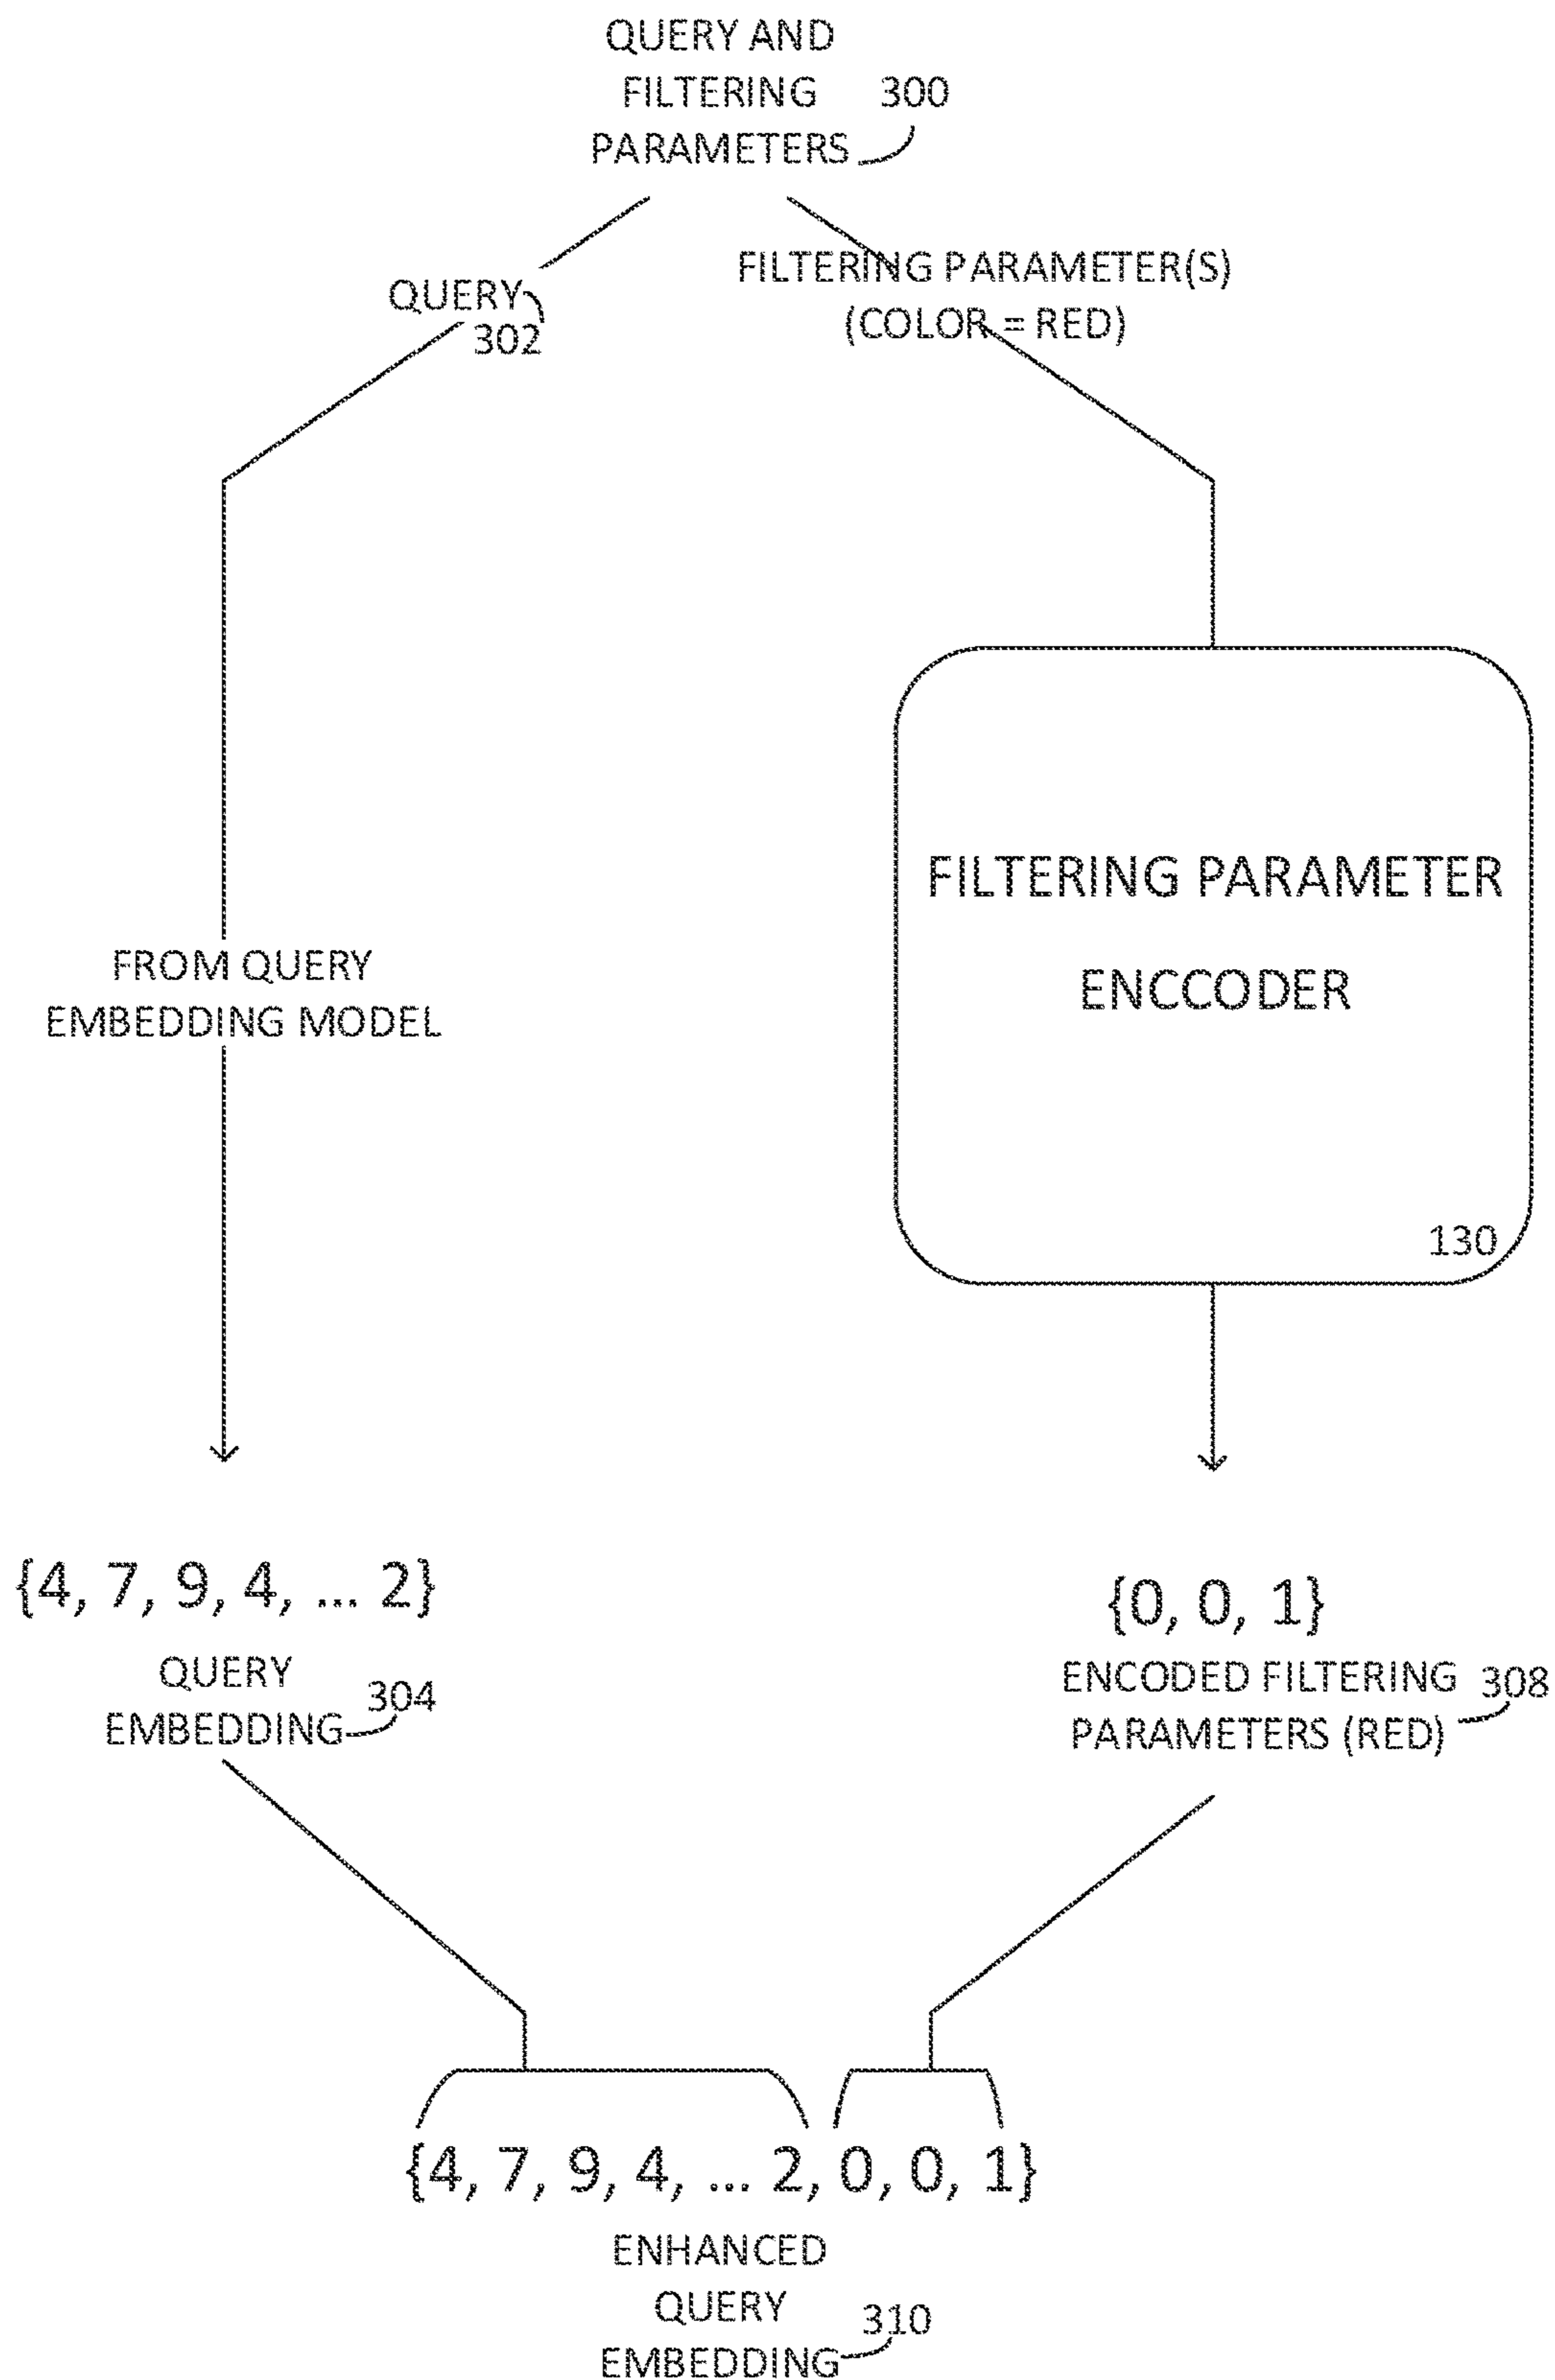 QUERY AND
FILTERING 300
PARAMETERS
QUERY
302
FILTERING PARAMETER(S)
(COLOR = RED)
FROM QUERY
EMBEDDING MODEL
FILTERING PARAMETER
ENCCODER
130
{4, 7, 9, 4, ... 2}
QUERY
304
EMBEDDING
{0, 0, 1}
ENCODED FILTERING 308
PARAMETERS (RED)
{4, 7, 9, 4, ... 2, 0, 0, 1}
ENHANCED
QUERY 310
EMBEDDING